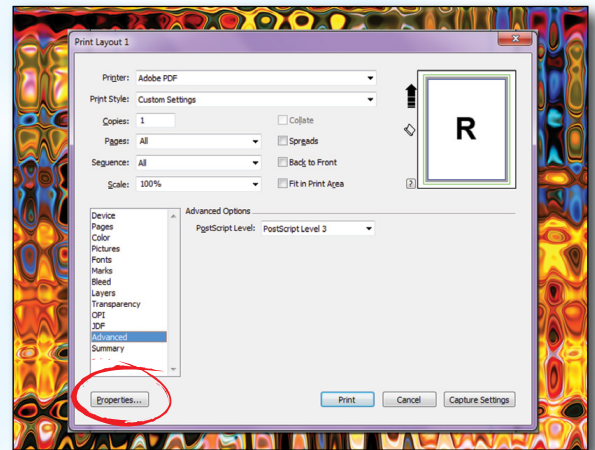 Print Layout 1
Printer: Adobe PDF
Print Style: Custom Settings
Copies: 1 Collate
Pages: All Spreads
Sequence: All Back to Front
Scale: 100% Fit in Print Area
R
?
Device
Pages
Color
Pictures
Fonts
Marks
Bleed
Layers
Transparency
OPI
JDF
Advanced
Summary
Advanced Options
PostScript Level: PostScript Level 3
Properties... Print Cancel Capture Settings